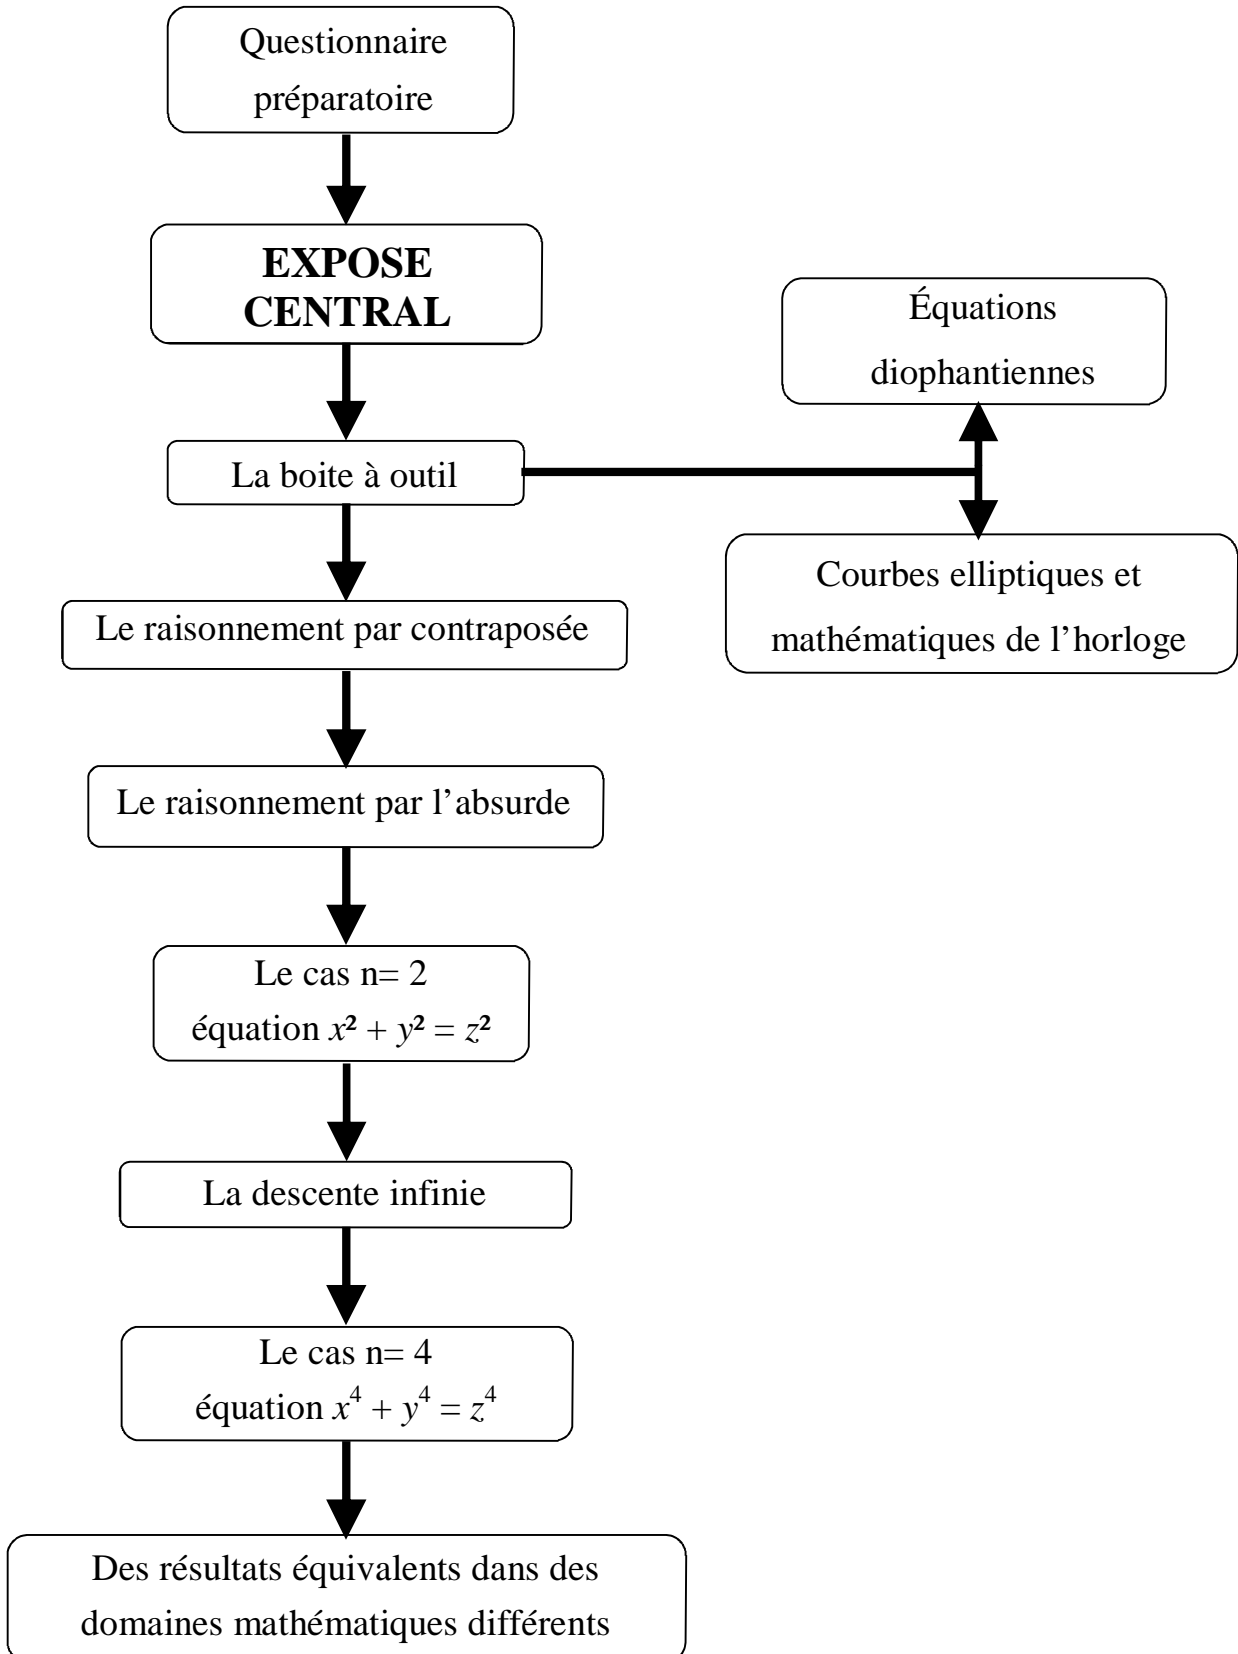 Questionnaire
préparatoire
EXPOSE
CENTRAL
Équations
diophantiennes
La boite à outil
Courbes elliptiques et
mathématiques de l’horloge
Le raisonnement par contraposée
Le raisonnement par l’absurde
Le cas n= 2
équation x² + y² = z²
La descente infinie
Le cas n= 4
équation x⁴ + y⁴ = z⁴
Des résultats équivalents dans des
domaines mathématiques différents